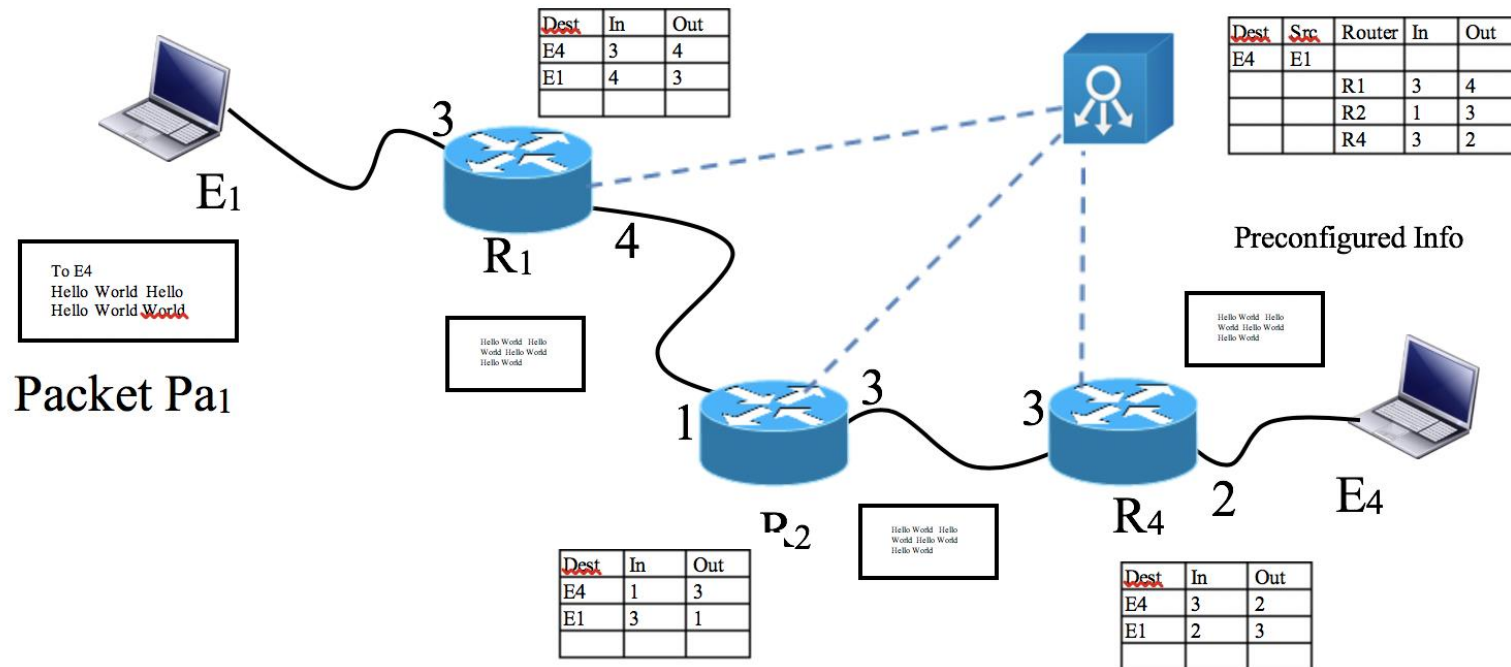 Dest In Out
E4 3 4
E1 4 3
Dest Src Router In Out
E4 E1
R1 3 4
R2 1 3
R4 3 2
Preconfigured Info
3
E1
R1
4
To E4
Hello World Hello
Hello World World
Packet Pa1
Hello World Hello
World Hello World
Hello World
Hello World Hello
World Hello World
Hello World
1
3
3
R2
R4
2
E4
Hello World Hello
World Hello World
Hello World
Dest In Out
E4 1 3
E1 3 1
Dest In Out
E4 3 2
E1 2 3